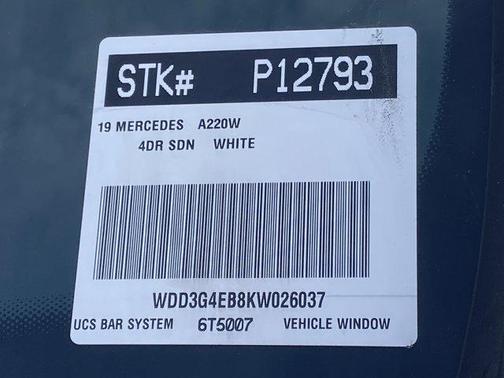 STK# P12793
19 MERCEDES A220W
4DR SDN WHITE
WDD3G4EB8KW026037
UCS BAR SYSTEM 6T5007 VEHICLE WINDOW